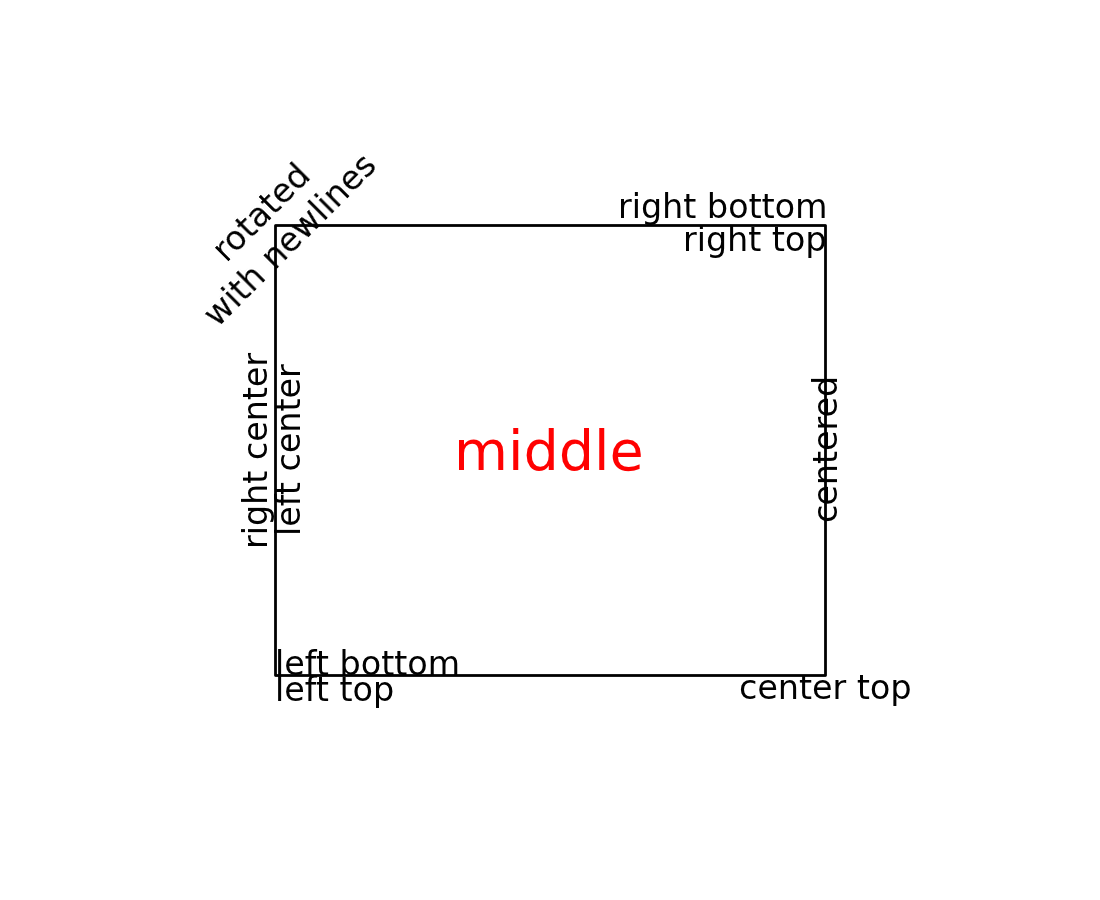 rotated
with newlines
right bottom
right top
right center
left center
middle
centered
left bottom
left top
center top